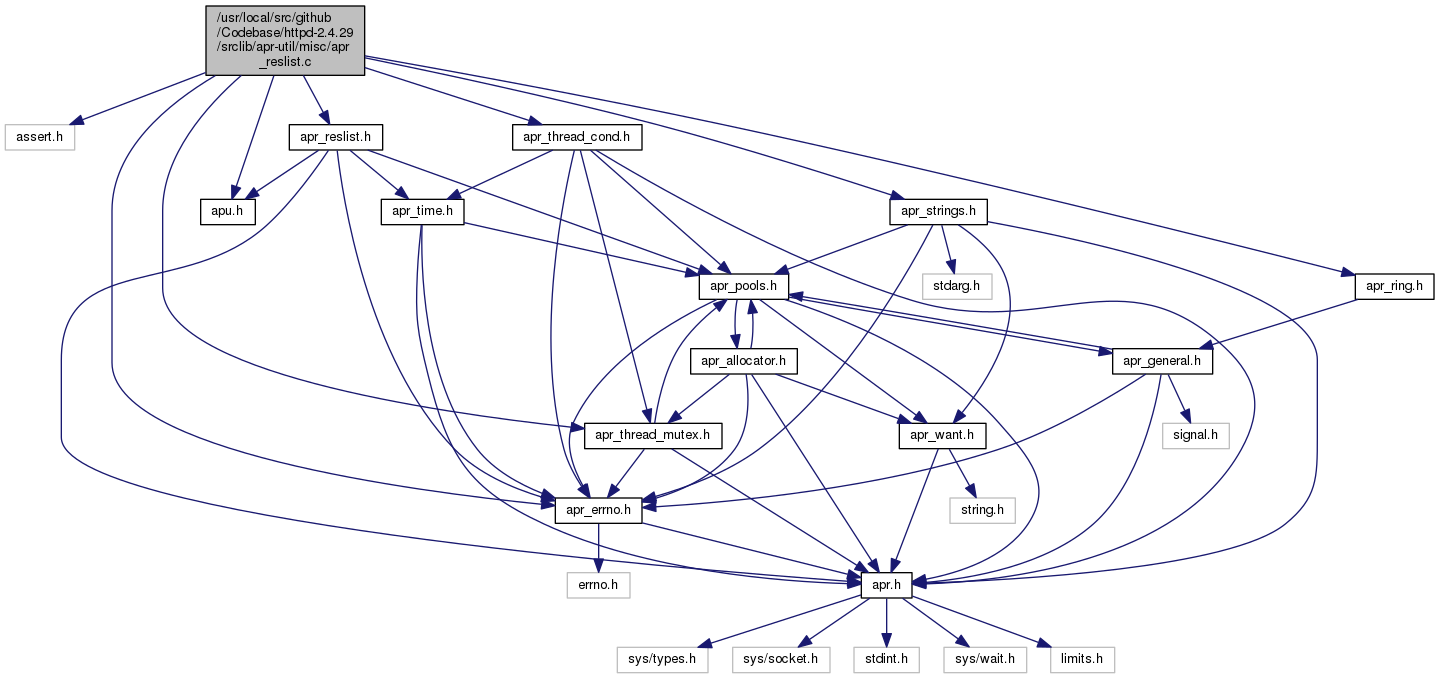 /usr/local/src/github
/Codebase/httpd-2.4.29
/srclib/apr-util/misc/apr
_reslist.c
assert.h
apr_reslist.h
apr_thread_cond.h
apu.h
apr_time.h
apr_strings.h
apr_pools.h
stdarg.h
apr_ring.h
apr_allocator.h
apr_general.h
apr_thread_mutex.h
apr_want.h
signal.h
apr_errno.h
string.h
errno.h
apr.h
sys/types.h
sys/socket.h
stdint.h
sys/wait.h
limits.h